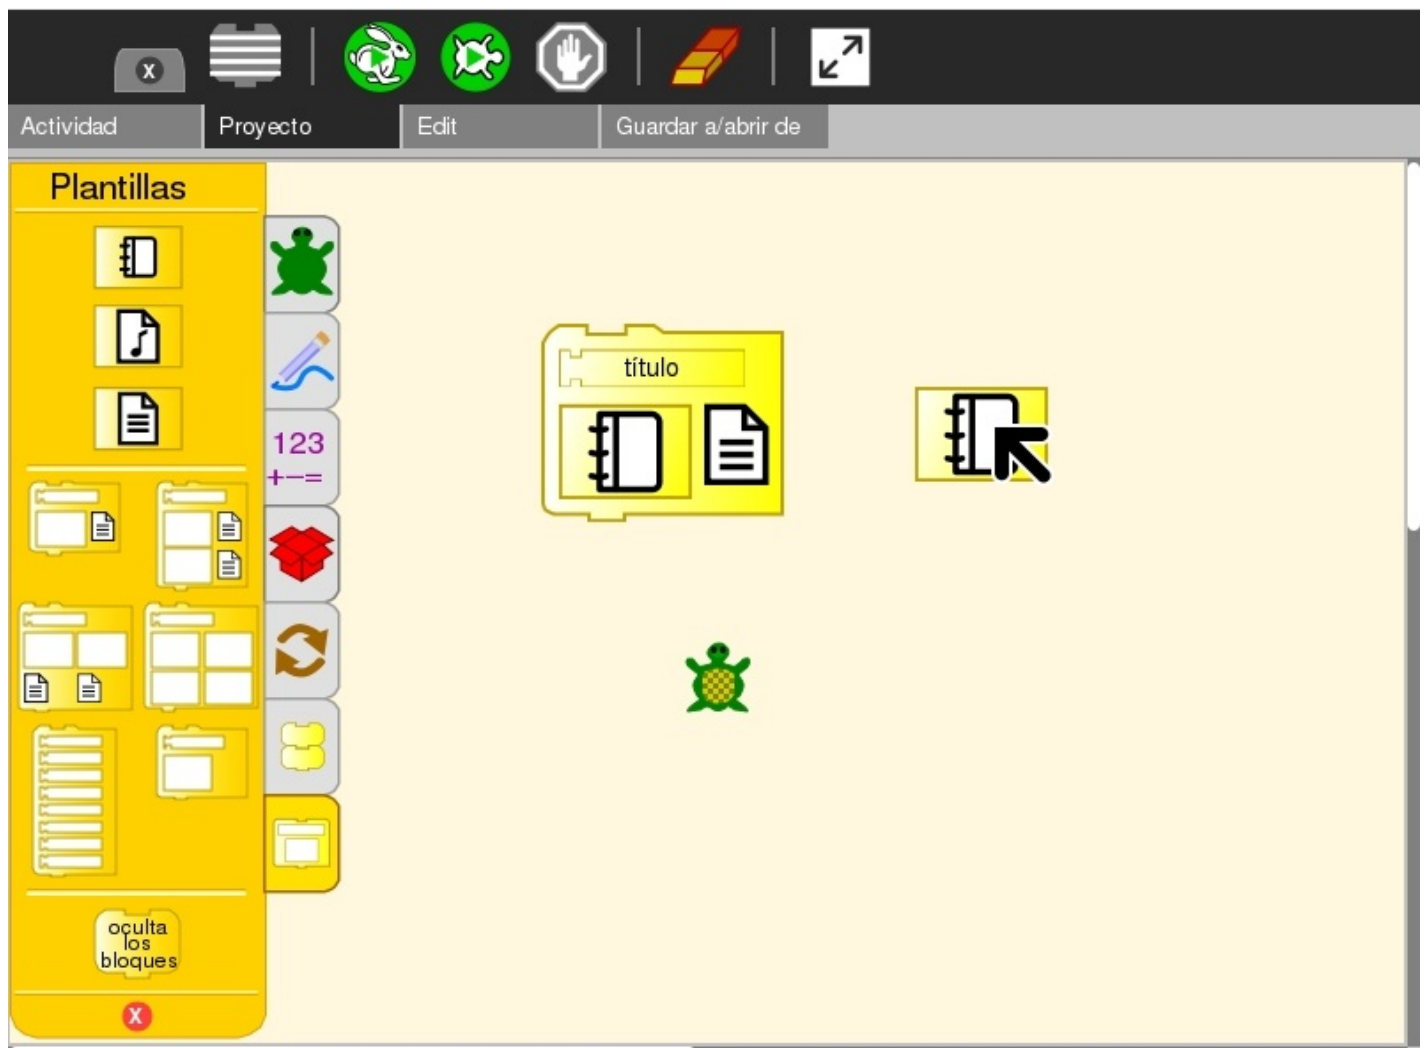 X
Actividad
Proyecto
Edit
Guardar a/abrir de
Plantillas
123
+−=
título
oculta
los
bloques
X